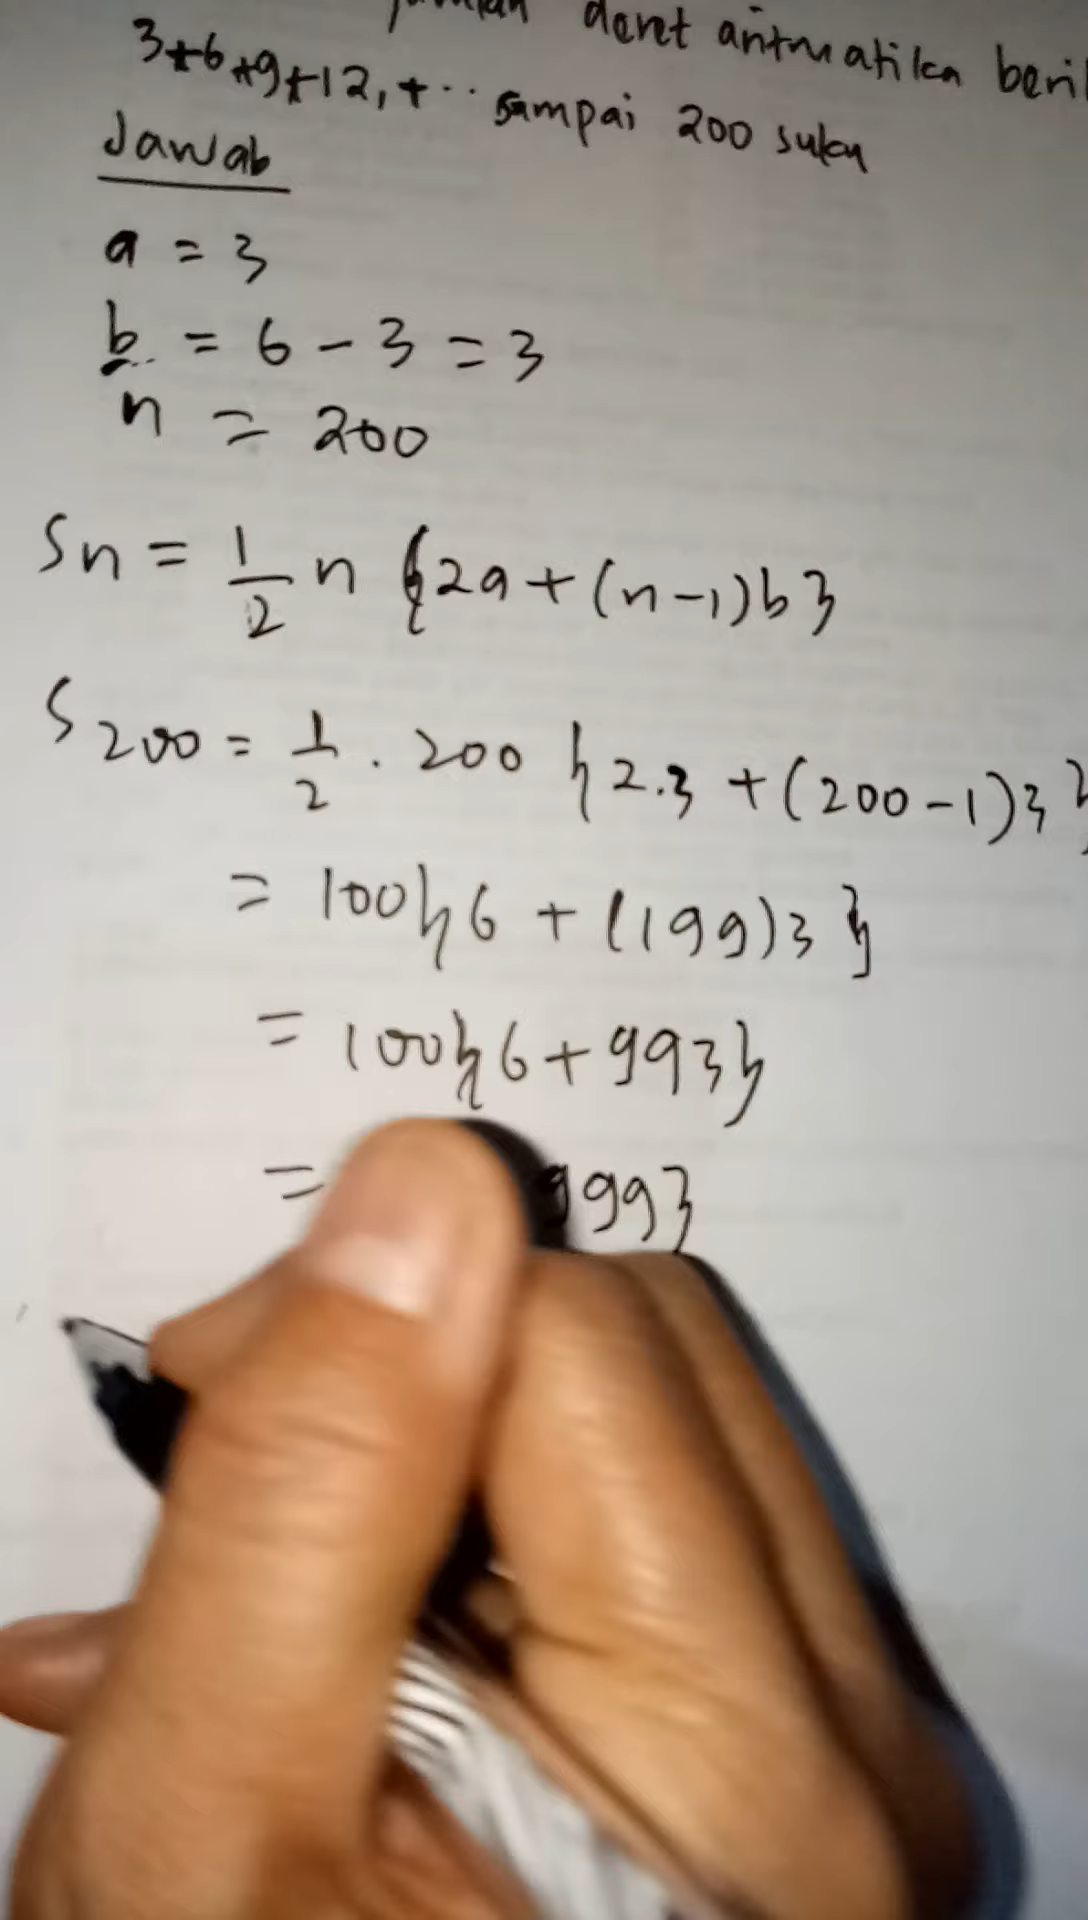 deret aritmatika
3+6+9+12,+... sampai 200 suku
Jawab
a = 3
b = 6 - 3 = 3
n = 200
Sn = 1/2 n {2a + (n-1)b}
S200 = 1/2 . 200 {2.3 + (200-1)3}
= 100{6 + (199)3}
= 100{6 + 993}
= 999}